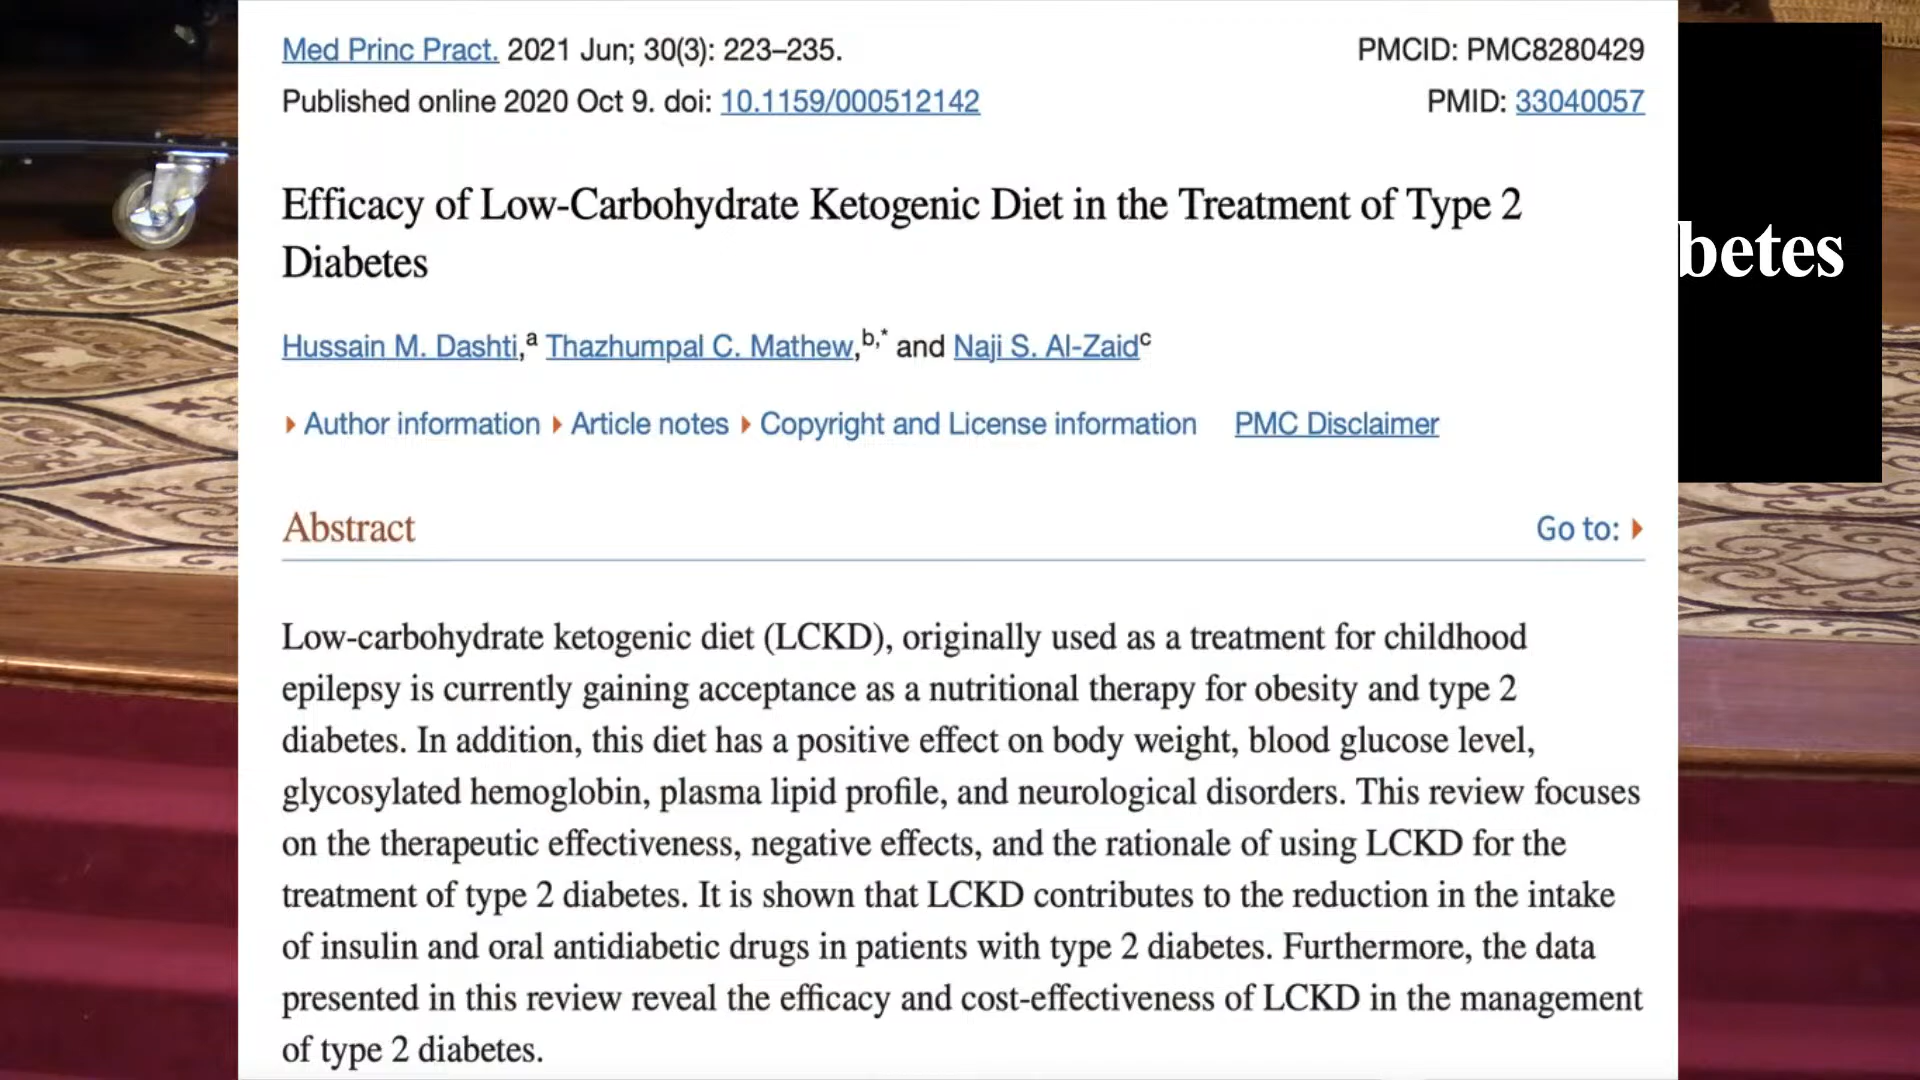 Med Princ Pract. 2021 Jun; 30(3): 223–235.
PMCID: PMC8280429
Published online 2020 Oct 9. doi: 10.1159/000512142
PMID: 33040057
Efficacy of Low-Carbohydrate Ketogenic Diet in the Treatment of Type 2
Diabetes
betes
Hussain M. Dashti,a Thazhumpal C. Mathew,b,* and Naji S. Al-Zaidc
Author information Article notes Copyright and License information PMC Disclaimer
Abstract
Go to:
Low-carbohydrate ketogenic diet (LCKD), originally used as a treatment for childhood
epilepsy is currently gaining acceptance as a nutritional therapy for obesity and type 2
diabetes. In addition, this diet has a positive effect on body weight, blood glucose level,
glycosylated hemoglobin, plasma lipid profile, and neurological disorders. This review focuses
on the therapeutic effectiveness, negative effects, and the rationale of using LCKD for the
treatment of type 2 diabetes. It is shown that LCKD contributes to the reduction in the intake
of insulin and oral antidiabetic drugs in patients with type 2 diabetes. Furthermore, the data
presented in this review reveal the efficacy and cost-effectiveness of LCKD in the management
of type 2 diabetes.